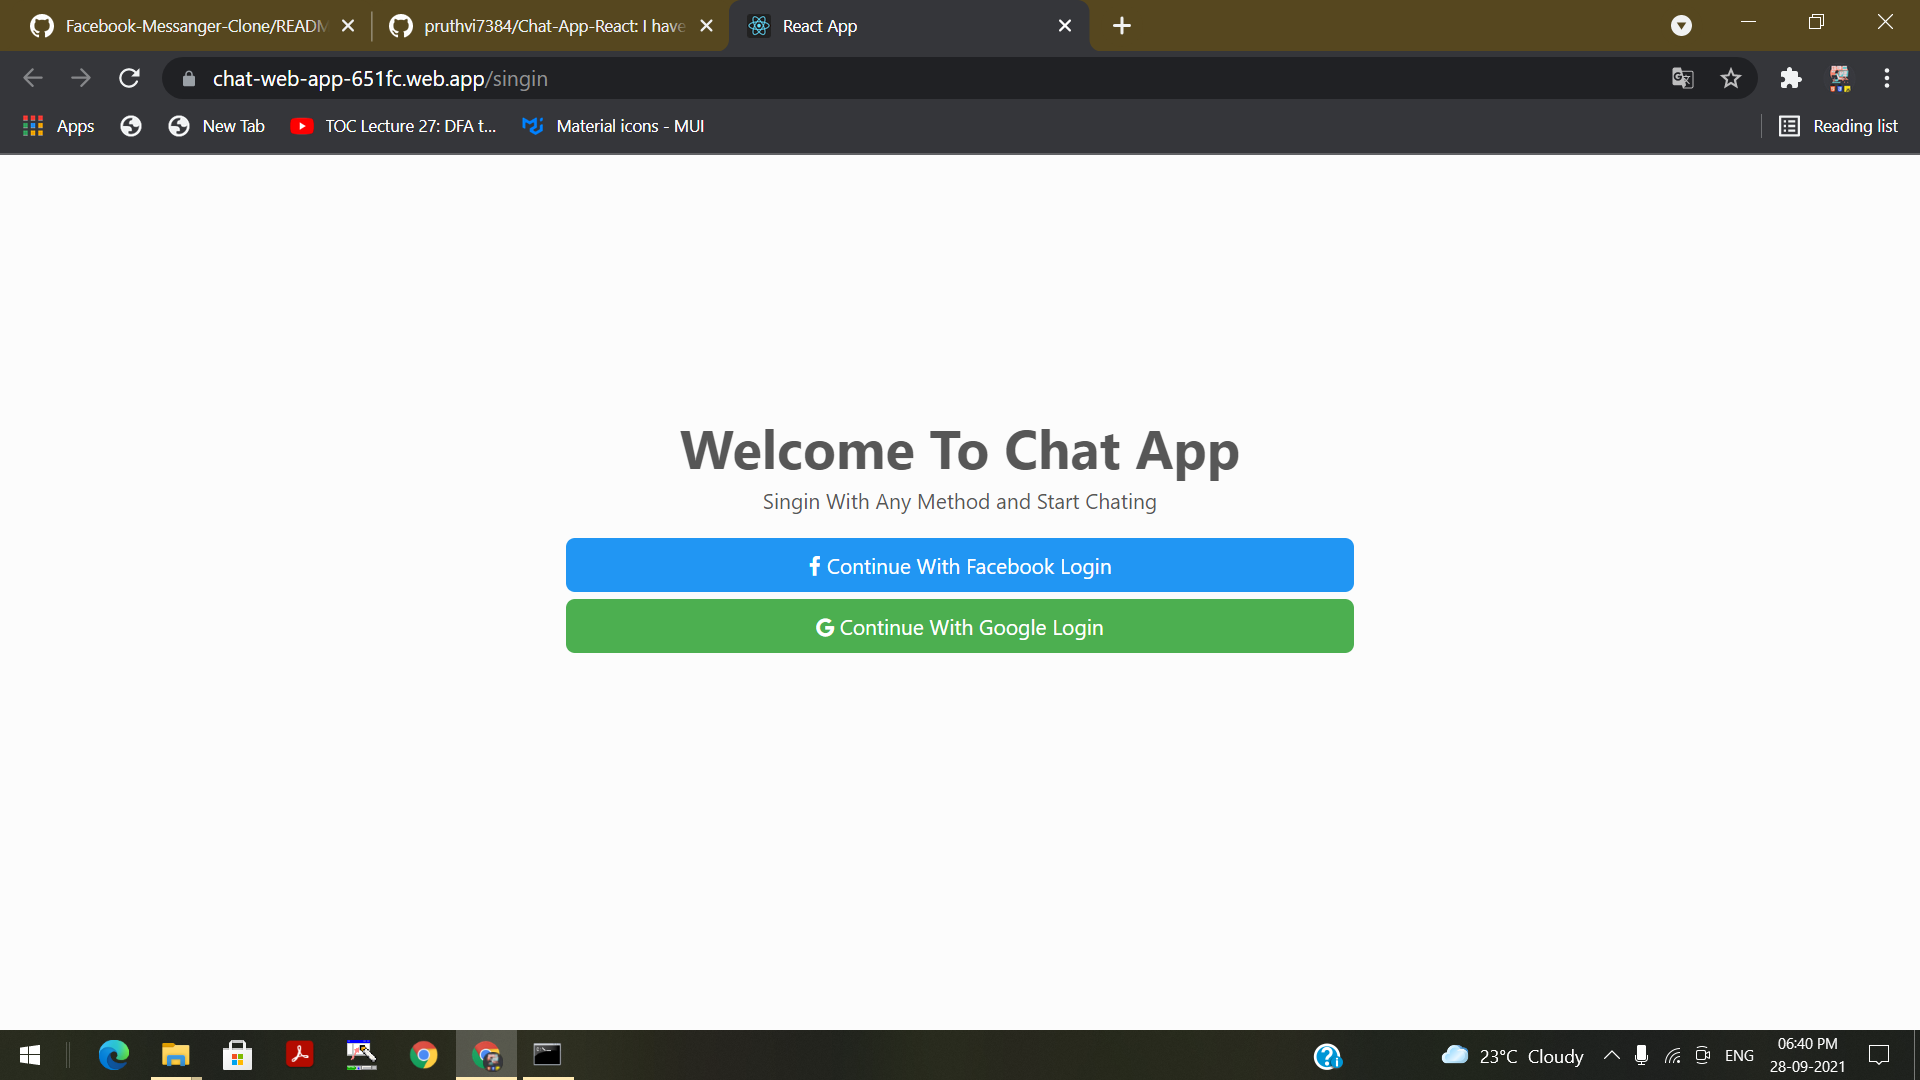 Facebook-Messanger-Clone/READM
pruthvi7384/Chat-App-React: I have
React App
chat-web-app-651fc.web.app/singin
Apps
New Tab
TOC Lecture 27: DFA t...
Material icons - MUI
Reading list
Welcome To Chat App
Singin With Any Method and Start Chating
Continue With Facebook Login
Continue With Google Login
23°C Cloudy
ENG
06:40 PM
28-09-2021